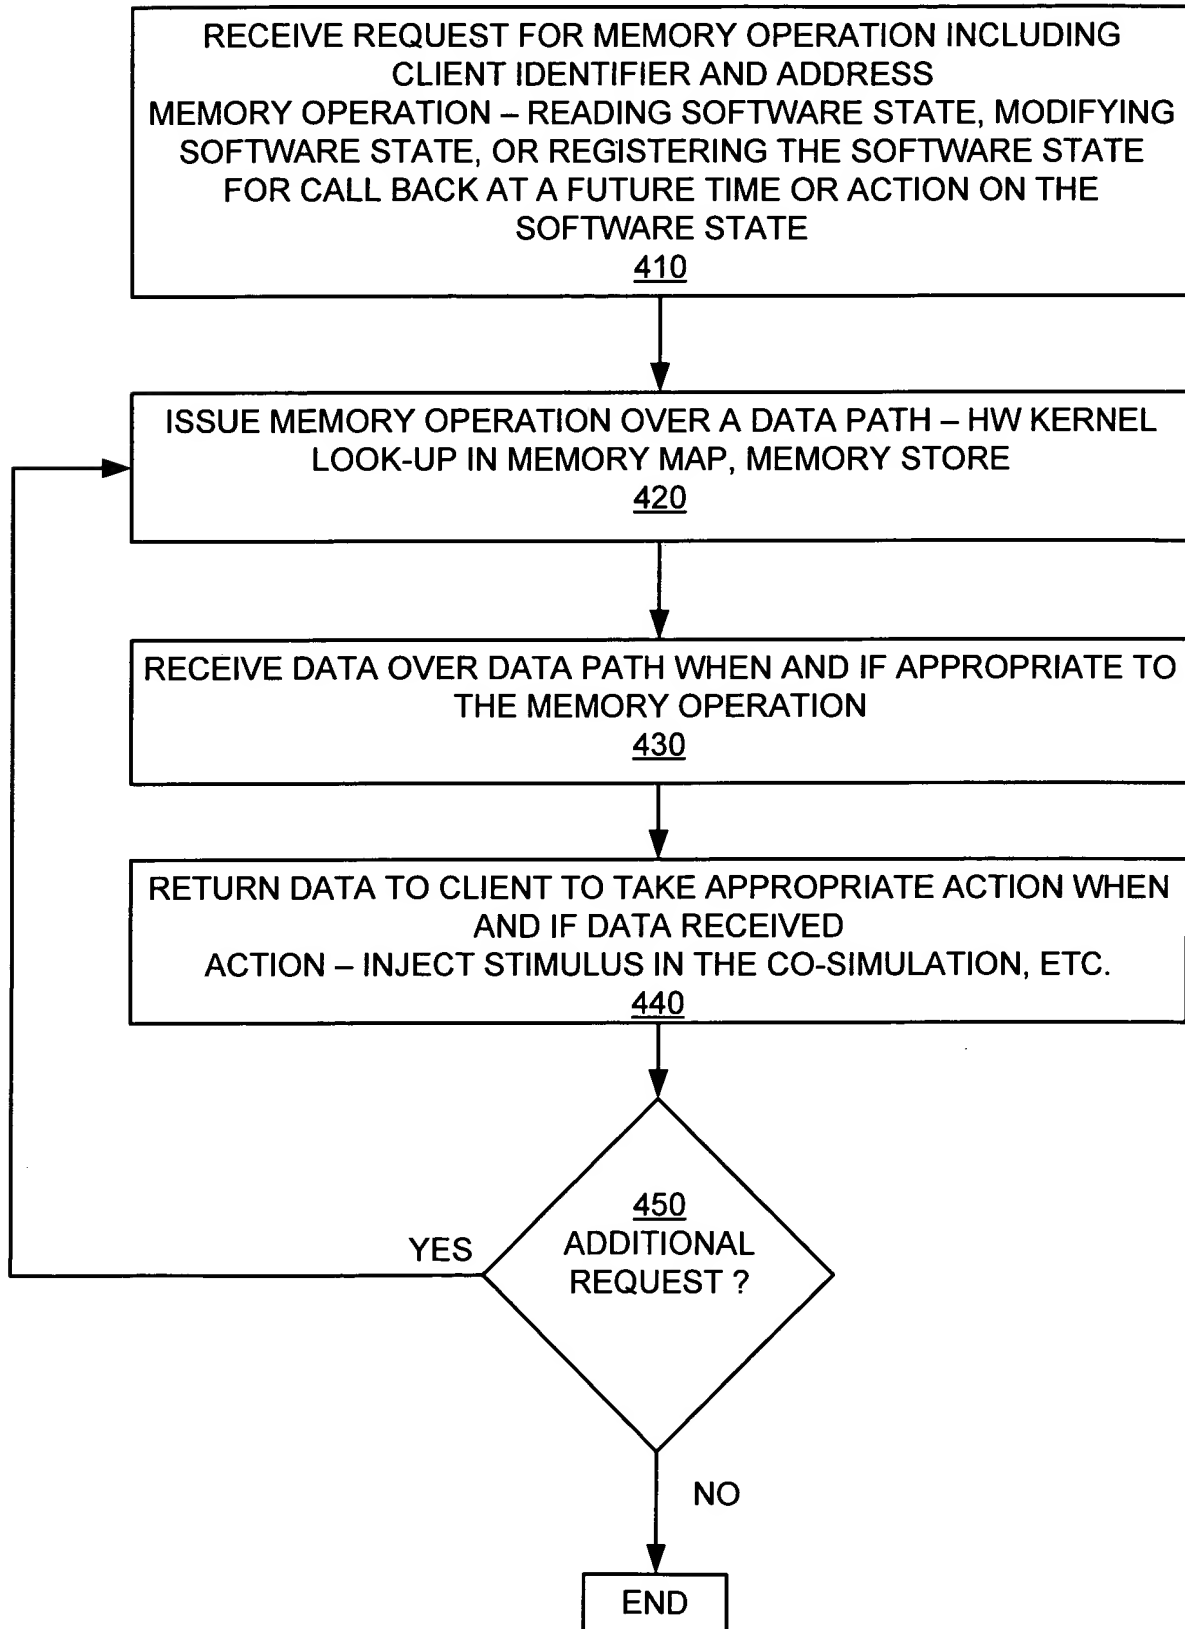 RECEIVE REQUEST FOR MEMORY OPERATION INCLUDING
CLIENT IDENTIFIER AND ADDRESS
MEMORY OPERATION – READING SOFTWARE STATE, MODIFYING
SOFTWARE STATE, OR REGISTERING THE SOFTWARE STATE
FOR CALL BACK AT A FUTURE TIME OR ACTION ON THE
SOFTWARE STATE
410
ISSUE MEMORY OPERATION OVER A DATA PATH – HW KERNEL
LOOK-UP IN MEMORY MAP, MEMORY STORE
420
RECEIVE DATA OVER DATA PATH WHEN AND IF APPROPRIATE TO
THE MEMORY OPERATION
430
RETURN DATA TO CLIENT TO TAKE APPROPRIATE ACTION WHEN
AND IF DATA RECEIVED
ACTION – INJECT STIMULUS IN THE CO-SIMULATION, ETC.
440
450
YES
ADDITIONAL
REQUEST ?
NO
END